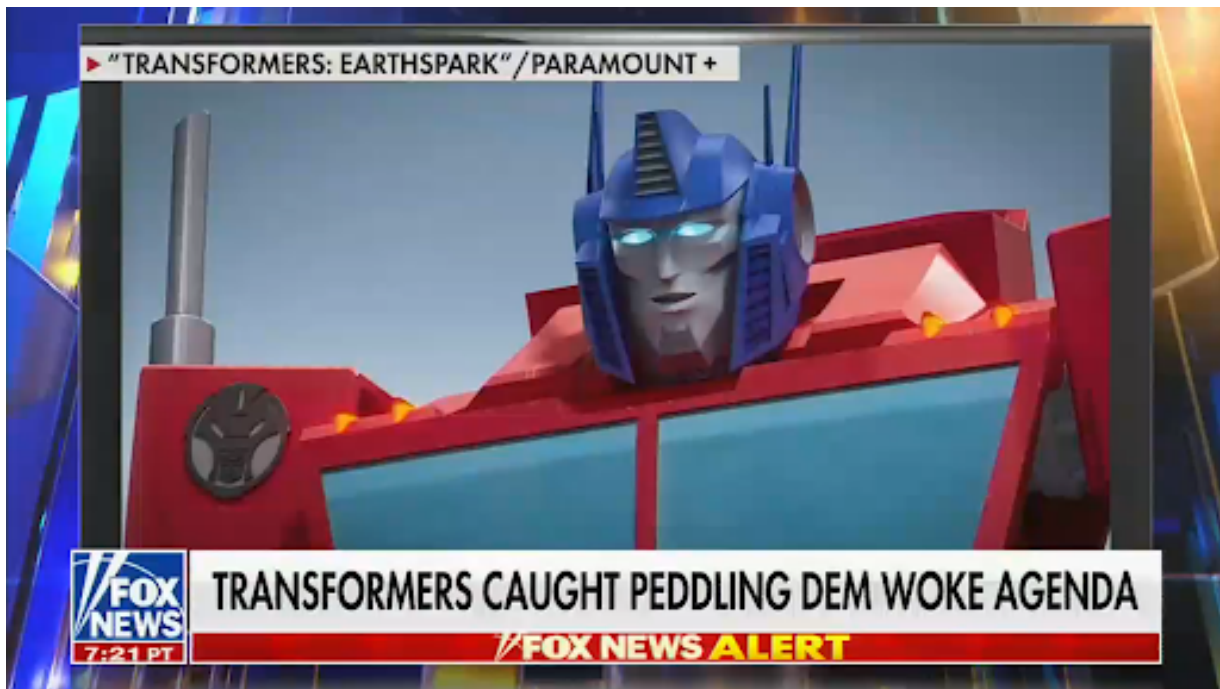 "TRANSFORMERS: EARTHSPARK"/PARAMOUNT +
FOX
NEWS
7:21 PT
TRANSFORMERS CAUGHT PEDDLING DEM WOKE AGENDA
FOX NEWS ALERT